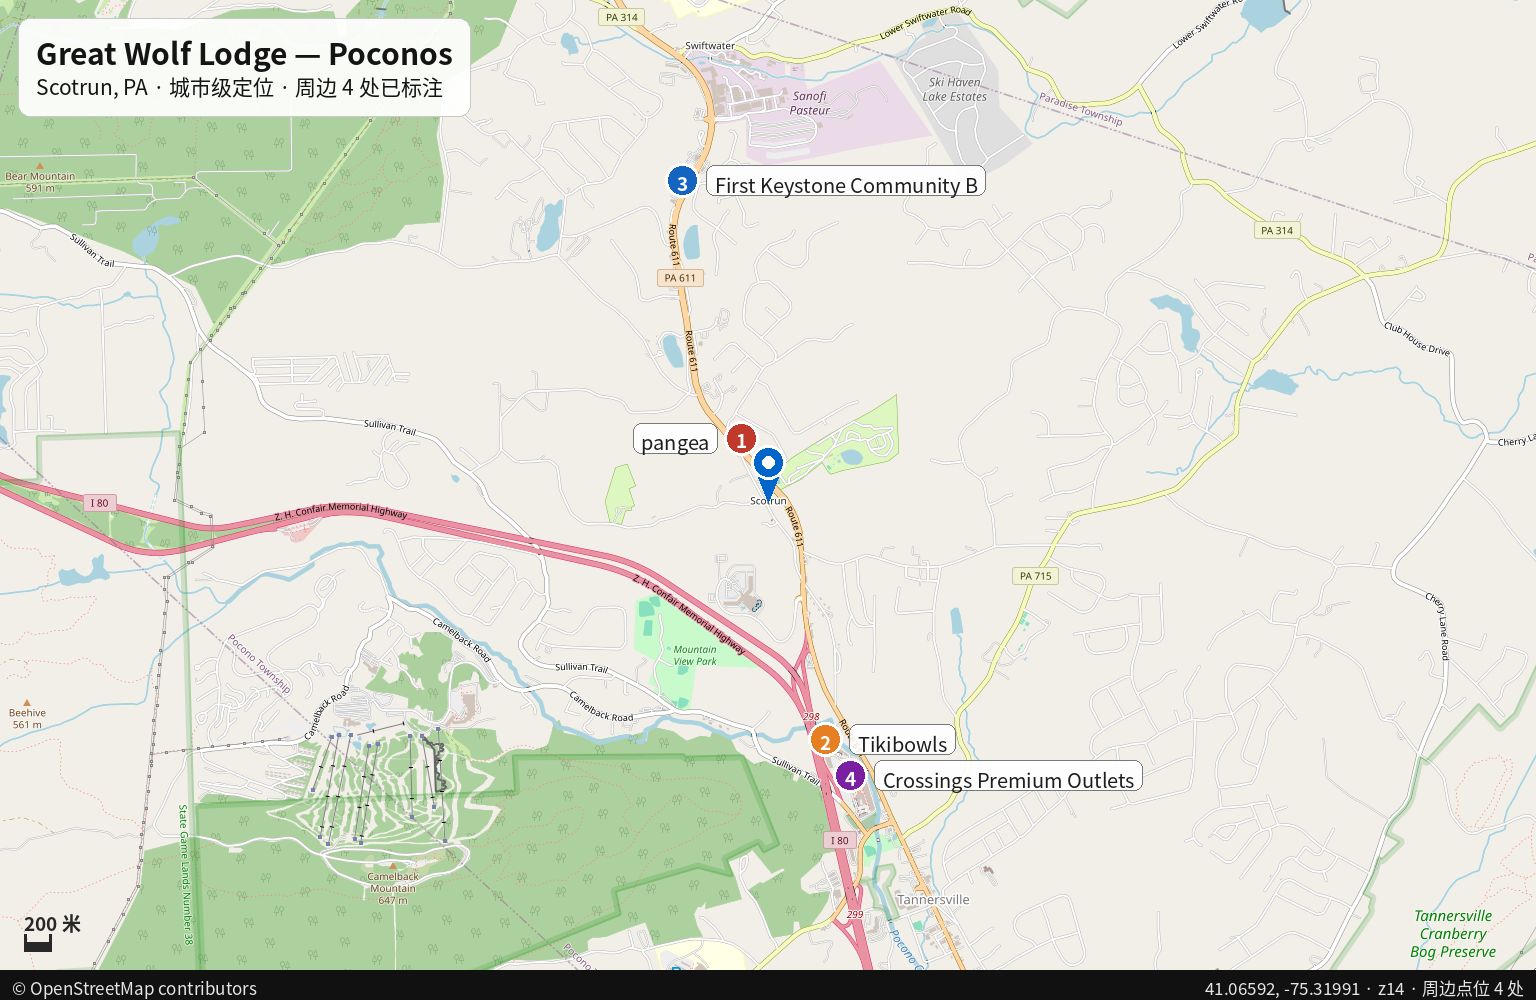 Great Wolf Lodge — Poconos
Scotrun, PA · 城市级定位 · 周边 4 处已标注
PA 314
Swiftwater
Lower Swiftwater Road
Lower Swiftwater Ro
Sanofi
Pasteur
Ski Haven
Lake Estates
Paradise Township
Bear Mountain
591 m
3
First Keystone Community B
Sullivan Trail
Route 611
PA 314
PA 611
Route 611
Club House Drive
Sullivan Trail
pangea
1
Cherry La
I 80
Z. H. Confair Memorial Highway
Scotrun
Route 611
Z. H. Confair Memorial Highway
PA 715
Cherry Lane Road
Camelback Road
Pocono Township
Mountain
View Park
Sullivan Trail
Camelback Road
Camelback Road
Beehive
561 m
298
2
Tikibowls
Sullivan Trail
4
Crossings Premium Outlets
State Game Lands Number 38
I 80
Camelback
Mountain
647 m
Tannersville
299
Tannersville
Cranberry
Bog Preserve
200 米
© OpenStreetMap contributors
41.06592, -75.31991 · z14 · 周边点位 4 处